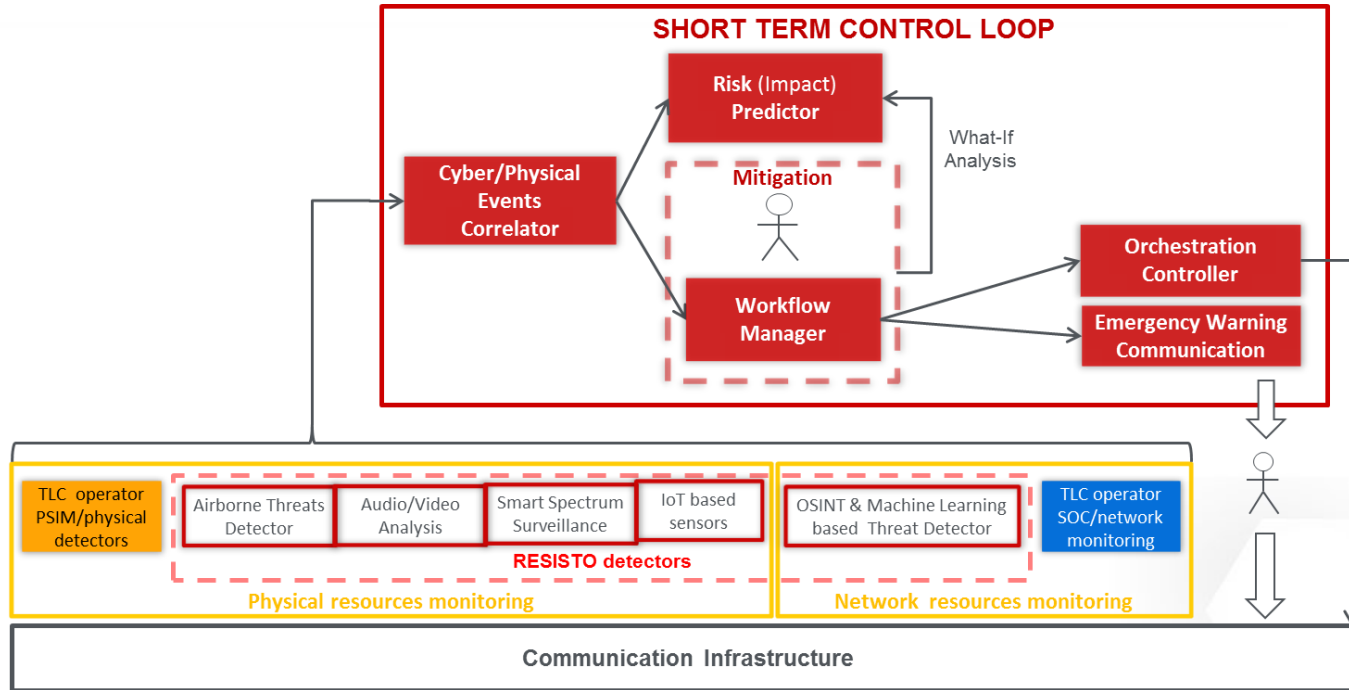 SHORT TERM CONTROL LOOP
Risk (Impact)
Predictor
What-If
Analysis
Cyber/Physical
Events
Correlator
Mitigation
Workflow
Manager
Orchestration
Controller
Emergency Warning
Communication
TLC operator
PSIM/physical
detectors
Airborne Threats
Detector
Audio/Video
Analysis
Smart Spectrum
Surveillance
IoT based
sensors
RESISTO detectors
Physical resources monitoring
OSINT & Machine Learning
based Threat Detector
TLC operator
SOC/network
monitoring
Network resources monitoring
Communication Infrastructure